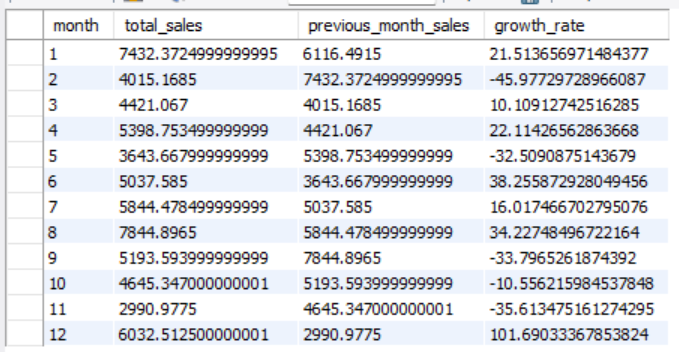 month total_sales previous_month_sales growth_rate
1 7432.3724999999995 6116.4915 21.513656971484377
2 4015.1685 7432.3724999999995 -45.97729728966087
3 4421.067 4015.1685 10.10912742516285
4 5398.753499999999 4421.067 22.11426562863668
5 3643.667999999999 5398.753499999999 -32.5090875143679
6 5037.585 3643.667999999999 38.255872928049456
7 5844.478499999999 5037.585 16.017466702795076
8 7844.8965 5844.478499999999 34.22748496722164
9 5193.593999999999 7844.8965 -33.7965261874392
10 4645.347000000001 5193.593999999999 -10.556215984537848
11 2990.9775 4645.347000000001 -35.613475161274295
12 6032.512500000001 2990.9775 101.69033367853824